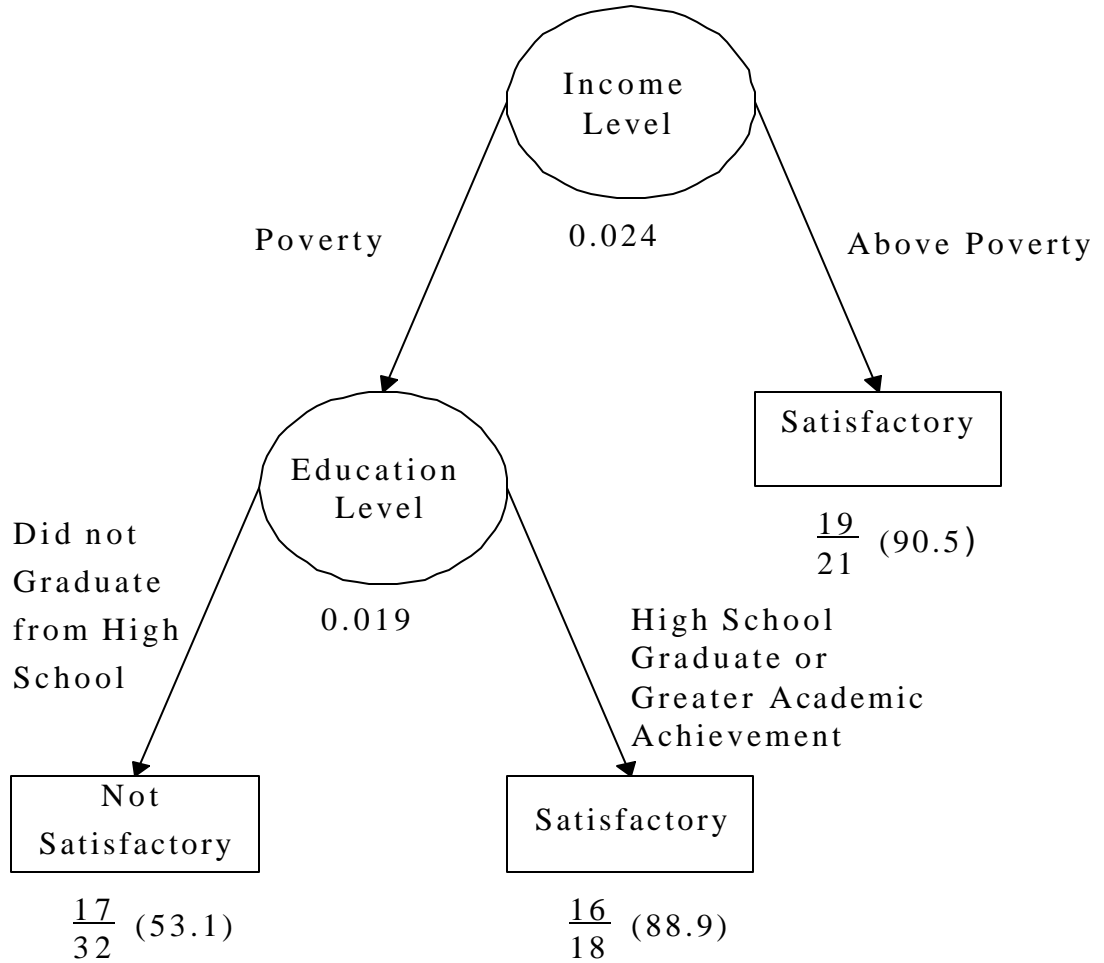 Income
Level
Poverty
0.024
Above Poverty
Satisfactory
19
21
(90.5)
Education
Level
Did not
Graduate
from High
School
0.019
High School
Graduate or
Greater Academic
Achievement
Not
Satisfactory
17
32
(53.1)
Satisfactory
16
18
(88.9)